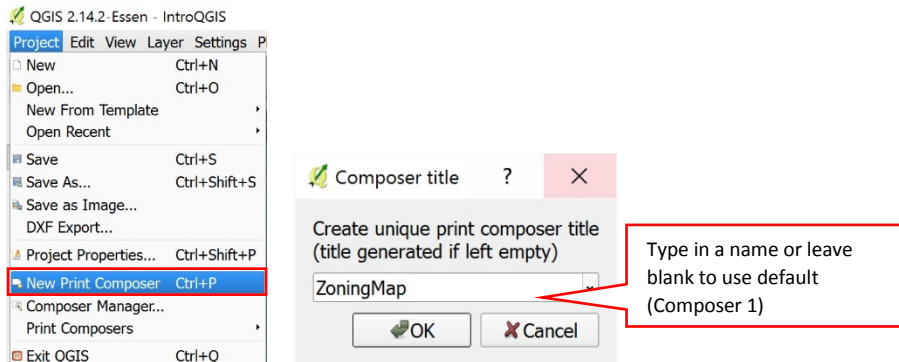 QGIS 2.14.2-Essen - IntroQGIS
Project Edit View Layer Settings
New Ctrl+N
Open... Ctrl+O
New From Template
Open Recent
Save Ctrl+S
Save As... Ctrl+Shift+S
Save as Image...
DXF Export...
Project Properties... Ctrl+Shift+P
New Print Composer Ctrl+P
Composer Manager...
Print Composers
Exit QGIS Ctrl+Q
Composer title ?
Create unique print composer title
(title generated if left empty)
ZoningMap
OK Cancel
Type in a name or leave
blank to use default
(Composer 1)